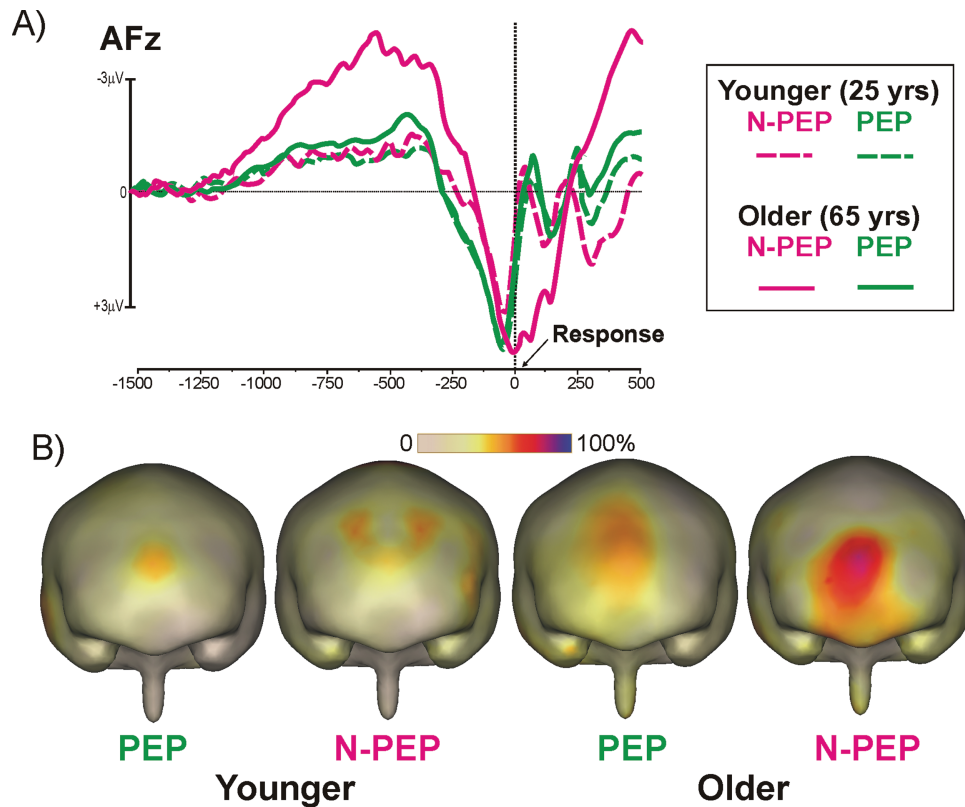 A)
AFz
-3µV
0
+3µV
Response
-1500 -1250 -1000 -750 -500 -250 0 250 500
Younger (25 yrs)
N-PEP PEP
Older (65 yrs)
N-PEP PEP
B)
0 100%
PEP N-PEP PEP N-PEP
Younger Older